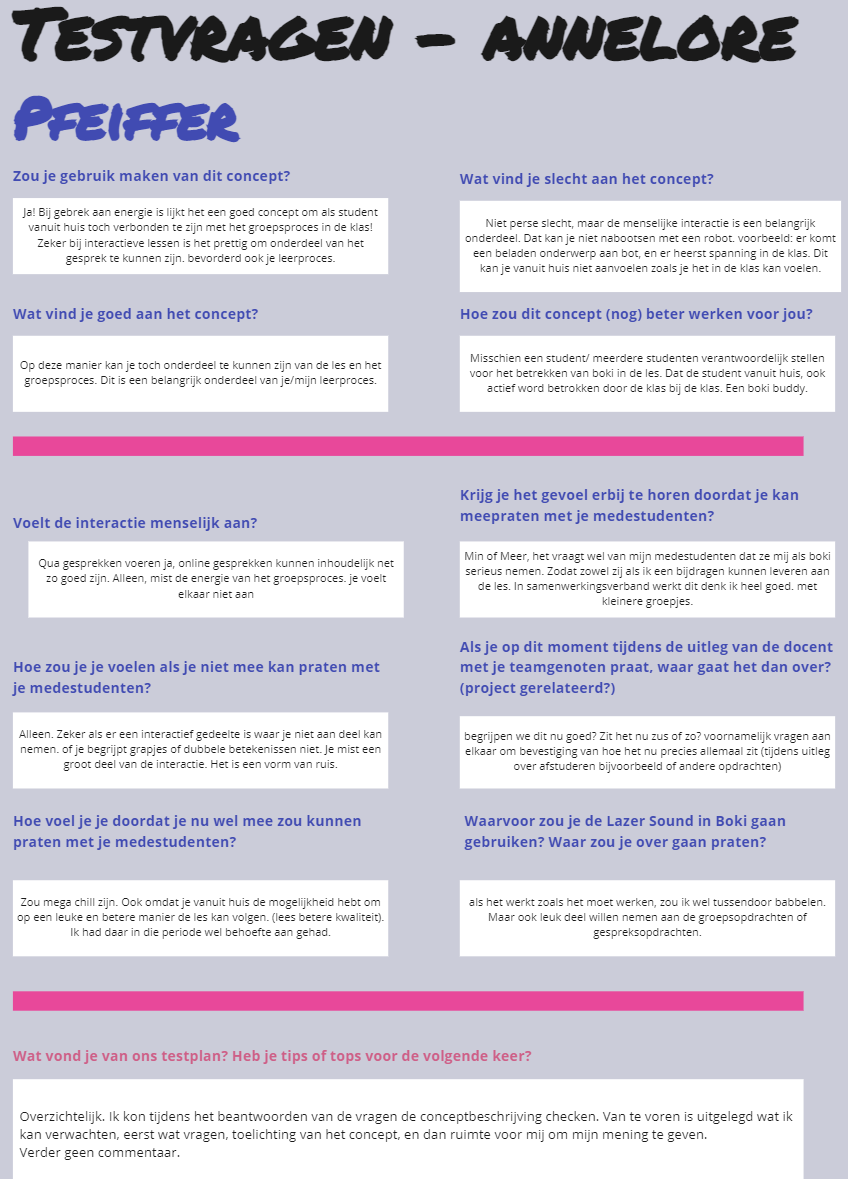 Testvragen - annelore
Pfeiffer
Zou je gebruik maken van dit concept?
Ja! Bij gebrek aan energie is lijkt het een goed concept om als student
vanuit huis toch verbonden te zijn met het groepsproces in de klas!
Zeker bij interactieve lessen is het prettig om onderdeel van het
gesprek te kunnen zijn. bevorderd ook je leerproces.
Wat vind je slecht aan het concept?
Niet perse slecht, maar de menselijke interactie is een belangrijk
onderdeel. Dat kan je niet nabootsen met een robot. voorbeeld: er komt
een beladen onderwerp aan bot, en er heerst spanning in de klas. Dit
kan je vanuit huis niet aanvoelen zoals je het in de klas kan voelen.
Wat vind je goed aan het concept?
Op deze manier kan je toch onderdeel te kunnen zijn van de les en het
groepsproces. Dit is een belangrijk onderdeel van je/mijn leerproces.
Hoe zou dit concept (nog) beter werken voor jou?
Misschien een student/ meerdere studenten verantwoordelijk stellen
voor het betrekken van boki in de les. Dat de student vanuit huis, ook
actief word betrokken door de klas bij de klas. Een boki buddy.
Voelt de interactie menselijk aan?
Qua gesprekken voeren ja, online gesprekken kunnen inhoudelijk net
zo goed zijn. Alleen, mist de energie van het groepsproces. je voelt
elkaar niet aan
Krijg je het gevoel erbij te horen doordat je kan
meepraten met je medestudenten?
Min of Meer, het vraagt wel van mijn medestudenten dat ze mij als boki
serieus nemen. Zodat zowel zij als ik een bijdragen kunnen leveren aan
de les. In samenwerkingsverband werkt dit denk ik heel goed. met
kleinere groepjes.
Hoe zou je je voelen als je niet mee kan praten met
je medestudenten?
Alleen. Zeker als er een interactief gedeelte is waar je niet aan deel kan
nemen. of je begrijpt grapjes of dubbele betekenissen niet. Je mist een
groot deel van de interactie. Het is een vorm van ruis.
Als je op dit moment tijdens de uitleg van de docent
met je teamgenoten praat, waar gaat het dan over?
(project gerelateerd?)
begrijpen we dit nu goed? Zit het nu zus of zo? voornamelijk vragen aan
elkaar om bevestiging van hoe het nu precies allemaal zit (tijdens uitleg
over afstuderen bijvoorbeeld of andere opdrachten)
Hoe voel je je doordat je nu wel mee zou kunnen
praten met je medestudenten?
Zou mega chill zijn. Ook omdat je vanuit huis de mogelijkheid hebt om
op een leuke en betere manier de les kan volgen. (lees betere kwaliteit).
Ik had daar in die periode wel behoefte aan gehad.
Waarvoor zou je de Lazer Sound in Boki gaan
gebruiken? Waar zou je over gaan praten?
als het werkt zoals het moet werken, zou ik wel tussendoor babbelen.
Maar ook leuk deel willen nemen aan de groepsopdrachten of
gespreksopdrachten.
Wat vond je van ons testplan? Heb je tips of tops voor de volgende keer?
Overzichtelijk. Ik kon tijdens het beantwoorden van de vragen de conceptbeschrijving checken. Van te voren is uitgelegd wat ik
kan verwachten, eerst wat vragen, toelichting van het concept, en dan ruimte voor mij om mijn mening te geven.
Verder geen commentaar.